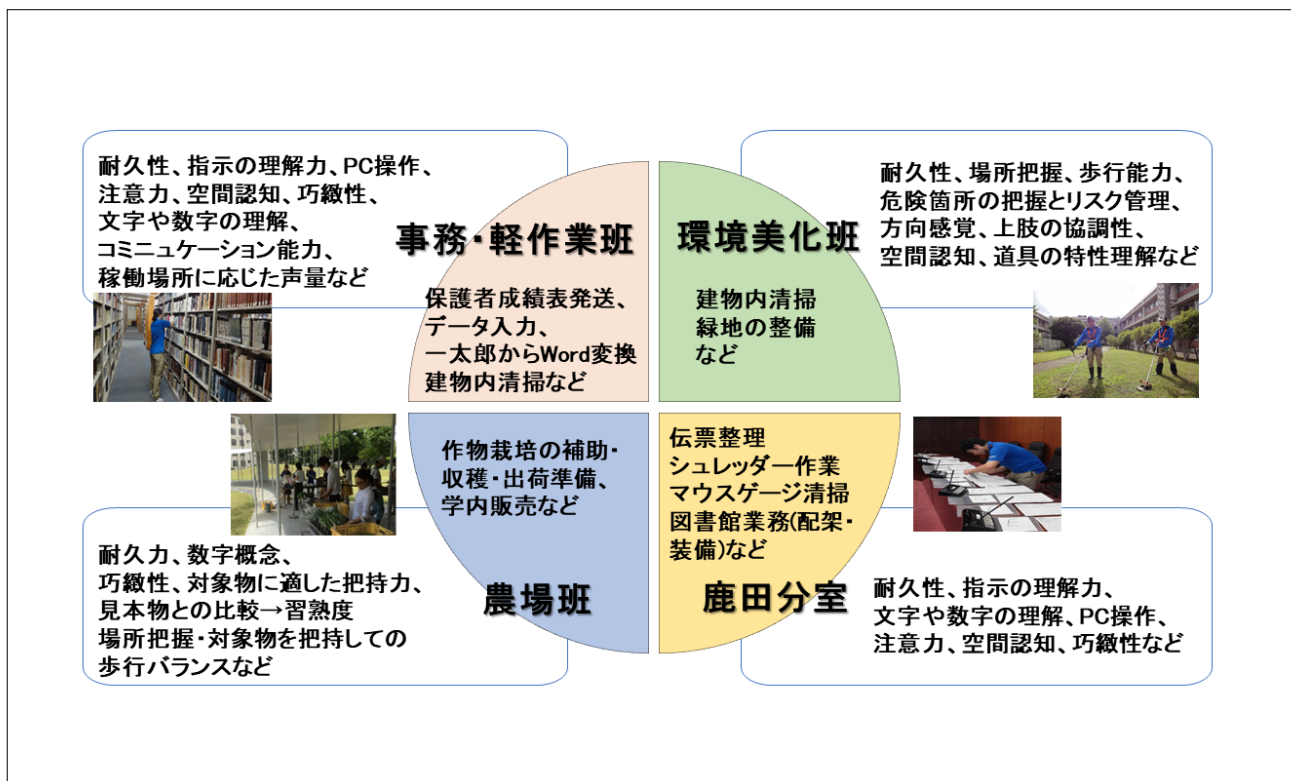 耐久性、指示の理解力、PC操作、
注意力、空間認知、巧緻性、
文字や数字の理解、
コミニュケーション能力、
稼働場所に応じた声量など
事務・軽作業班
保護者成績表発送、
データ入力、
一太郎からWord変換
建物内清掃など
環境美化班
建物内清掃
緑地の整備
など
耐久性、場所把握、歩行能力、
危険箇所の把握とリスク管理、
方向感覚、上肢の協調性、
空間認知、道具の特性理解など
作物栽培の補助・
収穫・出荷準備、
学内販売など
農場班
耐久力、数字概念、
巧緻性、対象物に適した把持力、
見本物との比較→習熟度
場所把握・対象物を把持しての
歩行バランスなど
伝票整理
シュレッダー作業
マウスゲージ清掃
図書館業務(配架・
装備)など
鹿田分室
耐久性、指示の理解力、
文字や数字の理解、PC操作、
注意力、空間認知、巧緻性など